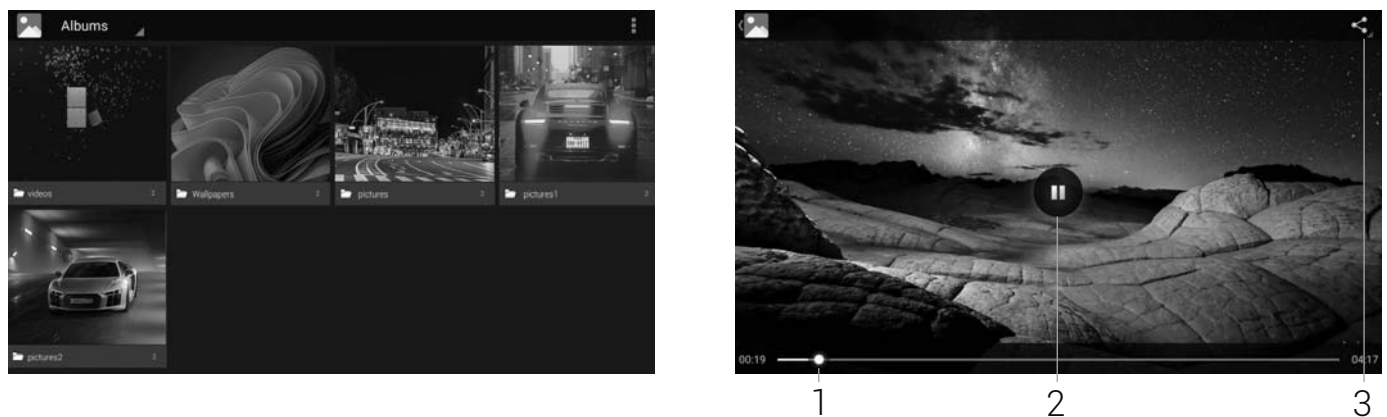 Albums
videos
Wallpapers
pictures
pictures1
pictures2
00:19
04:17
1
2
3